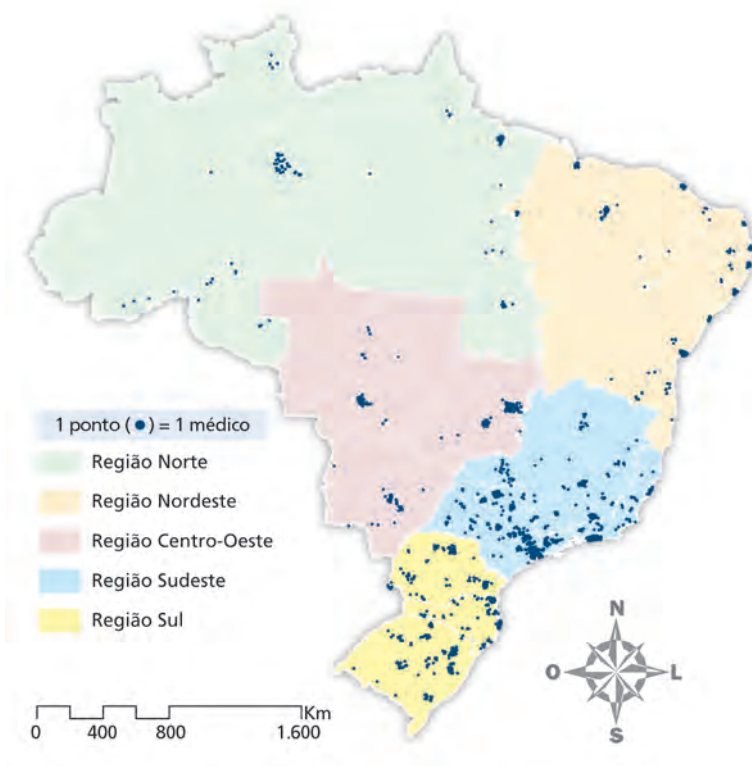 1 ponto (●) = 1 médico
Região Norte
Região Nordeste
Região Centro-Oeste
Região Sudeste
Região Sul
N
O
L
S
Km
0 400 800 1.600